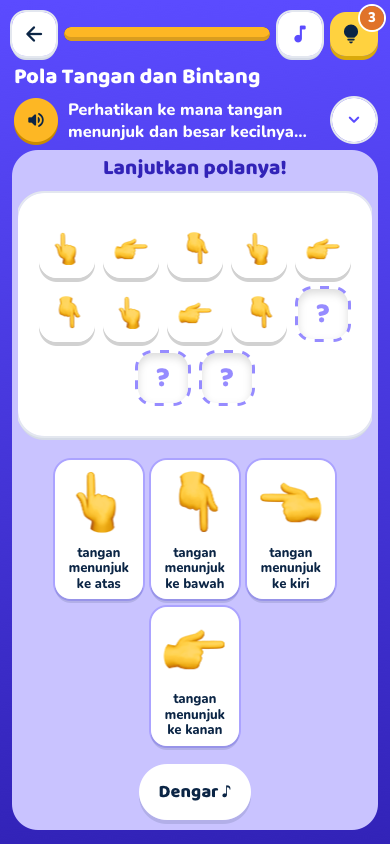 3
Pola Tangan dan Bintang
Perhatikan ke mana tangan
menunjuk dan besar kecilnya...
Lanjutkan polanya!
?
? ?
tangan
menunjuk
ke atas
tangan
menunjuk
ke bawah
tangan
menunjuk
ke kiri
tangan
menunjuk
ke kanan
Dengar ♪